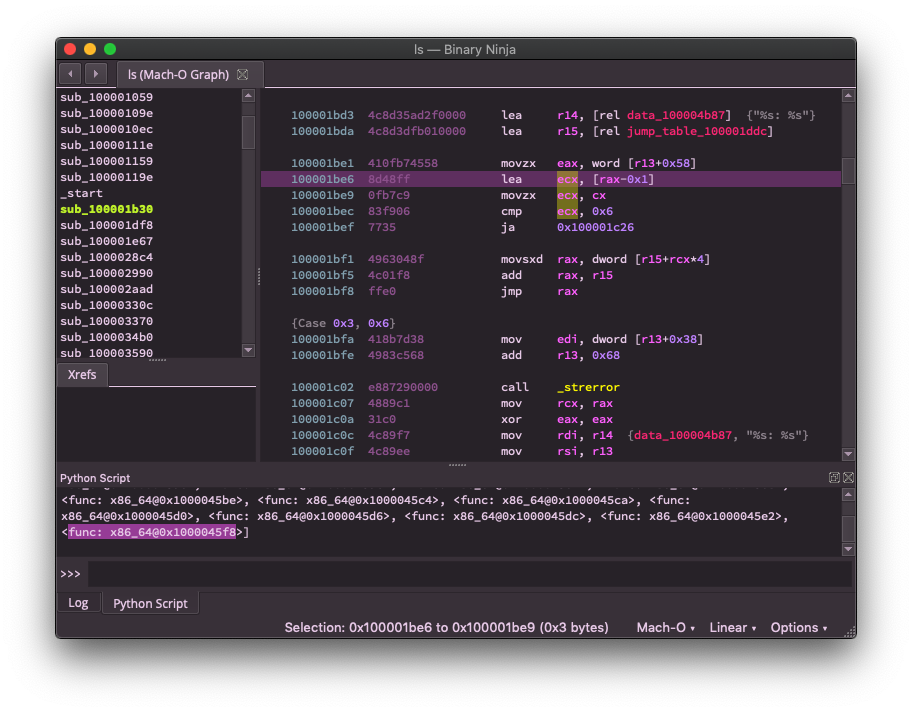 ls — Binary Ninja
ls (Mach-O Graph)
sub_100001059
sub_10000109e
sub_1000010ec
sub_10000111e
sub_100001159
sub_10000119e
_start
sub_100001b30
sub_100001df8
sub_100001e67
sub_1000028c4
sub_100002990
sub_100002aad
sub_10000330c
sub_100003370
sub_1000034b0
sub_100003590
Xrefs
100001bd3 4c8d35ad2f0000 lea r14, [rel data_100004b87] {"%s: %s"}
100001bda 4c8d3dfb010000 lea r15, [rel jump_table_100001ddc]
100001be1 410fb74558 movzx eax, word [r13+0x58]
100001be6 8d48ff lea ecx, [rax-0x1]
100001be9 0fb7c9 movzx ecx, cx
100001bec 83f906 cmp ecx, 0x6
100001bef 7735 ja 0x100001c26
100001bf1 4963048f movsxd rax, dword [r15+rcx*4]
100001bf5 4c01f8 add rax, r15
100001bf8 ffe0 jmp rax
{Case 0x3, 0x6}
100001bfa 418b7d38 mov edi, dword [r13+0x38]
100001bfe 4983c568 add r13, 0x68
100001c02 e887290000 call _strerror
100001c07 4889c1 mov rcx, rax
100001c0a 31c0 xor eax, eax
100001c0c 4c89f7 mov rdi, r14 {data_100004b87, "%s: %s"}
100001c0f 4c89ee mov rsi, r13
Python Script
<func: x86_64@0x1000045be>, <func: x86_64@0x1000045c4>, <func: x86_64@0x1000045ca>, <func:
x86_64@0x1000045d0>, <func: x86_64@0x1000045d6>, <func: x86_64@0x1000045dc>, <func: x86_64@0x1000045e2>,
<func: x86_64@0x1000045f8>]
>>>
Log Python Script
Selection: 0x100001be6 to 0x100001be9 (0x3 bytes) Mach-O Linear Options